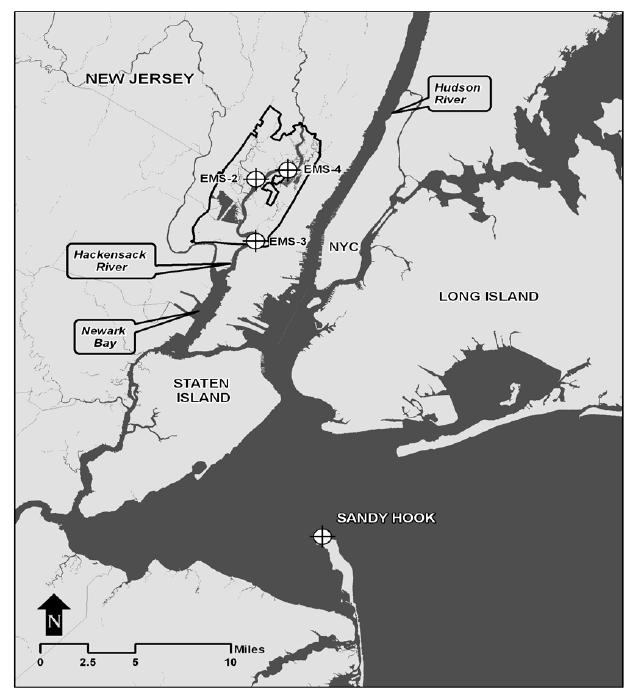 NEW JERSEY
Hudson
River
EMS-2
EMS-4
EMS-3
NYC
Hackensack
River
LONG ISLAND
Newark
Bay
STATEN
ISLAND
SANDY HOOK
N
Miles
0 2.5 5 10